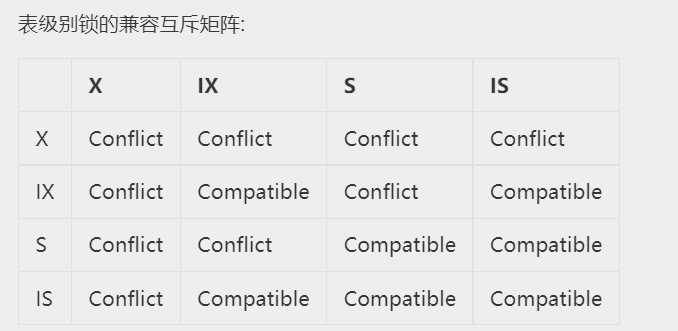 表级别锁的兼容互斥矩阵:
X IX S IS
X Conflict Conflict Conflict Conflict
IX Conflict Compatible Conflict Compatible
S Conflict Conflict Compatible Compatible
IS Conflict Compatible Compatible Compatible